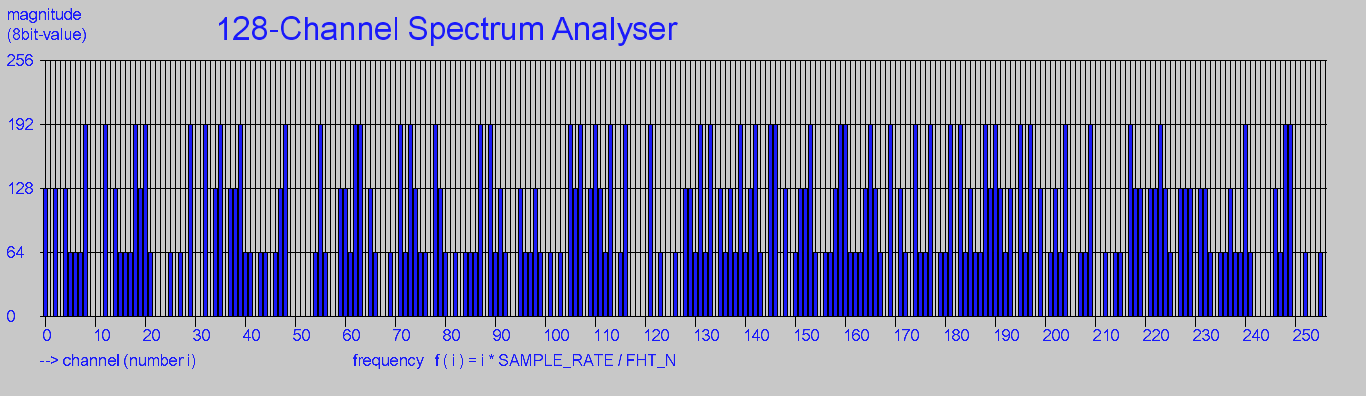 magnitude
(8bit-value)
128-Channel Spectrum Analyser
256
192
128
64
0
0 10 20 30 40 50 60 70 80 90 100 110 120 130 140 150 160 170 180 190 200 210 220 230 240 250
--> channel (number i)
frequency f ( i ) = i * SAMPLE_RATE / FHT_N